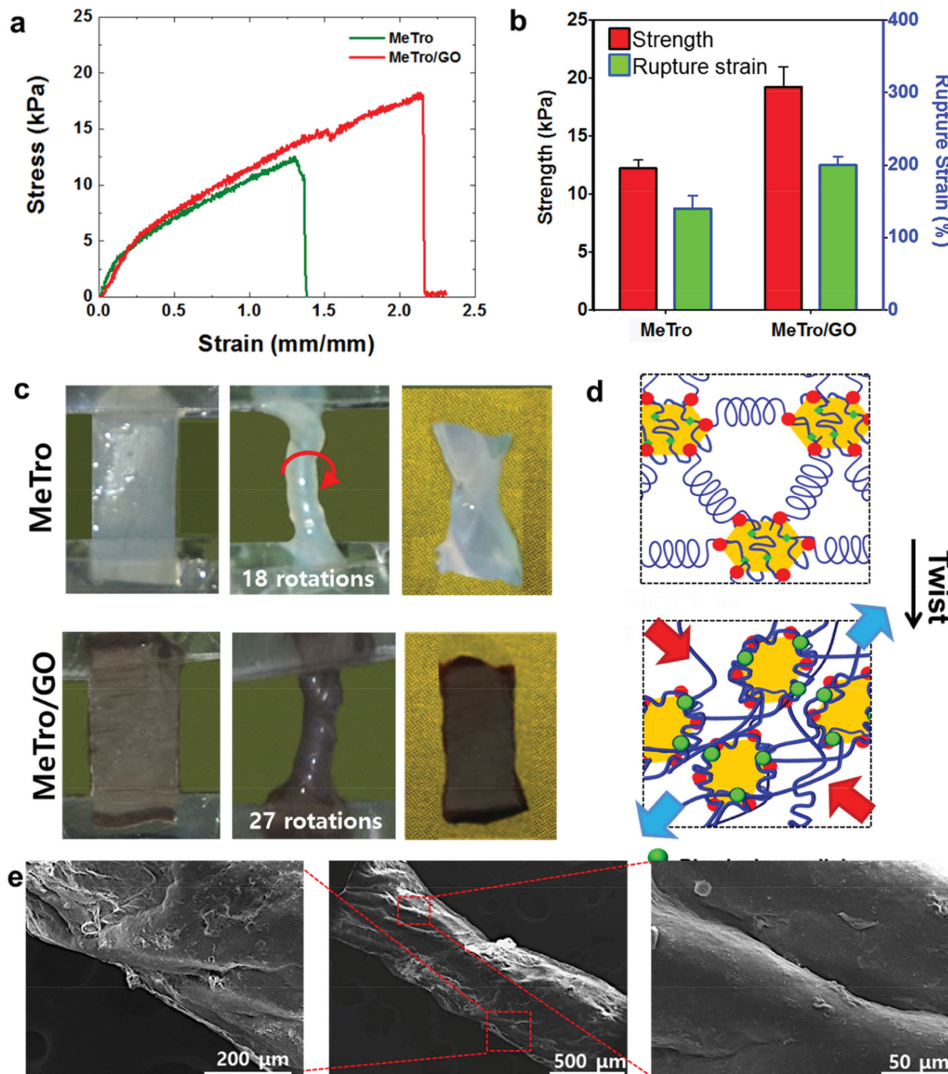 a
25
20
15
10
5
0
Stress (kPa)
MeTro
MeTro/GO
0.0 0.5 1.0 1.5 2.0 2.5
Strain (mm/mm)
b
25
20
15
10
5
0
Strength (kPa)
Strength
Rupture strain
400
300
200
100
0
Rupture Strain (%)
MeTro MeTro/GO
c
MeTro
18 rotations
MeTro/GO
27 rotations
d
Twist
e
200 μm
500 μm
50 μm